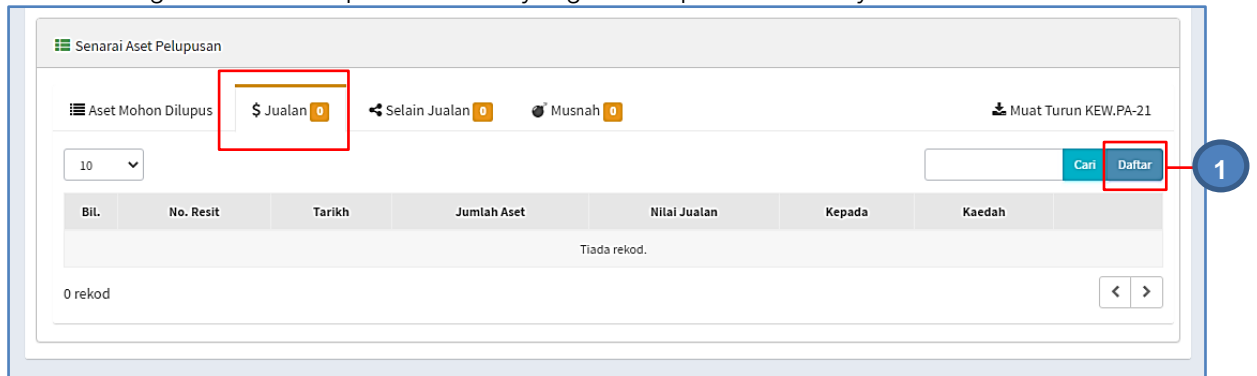 Senarai Aset Pelupusan
Aset Mohon Dilupus $ Jualan 0 Selain Jualan 0 Musnah 0 Muat Turun KEW.PA-21
10 Cari Daftar 1
Bil. No. Resit Tarikh Jumlah Aset Nilai Jualan Kepada Kaedah
Tiada rekod.
0 rekod